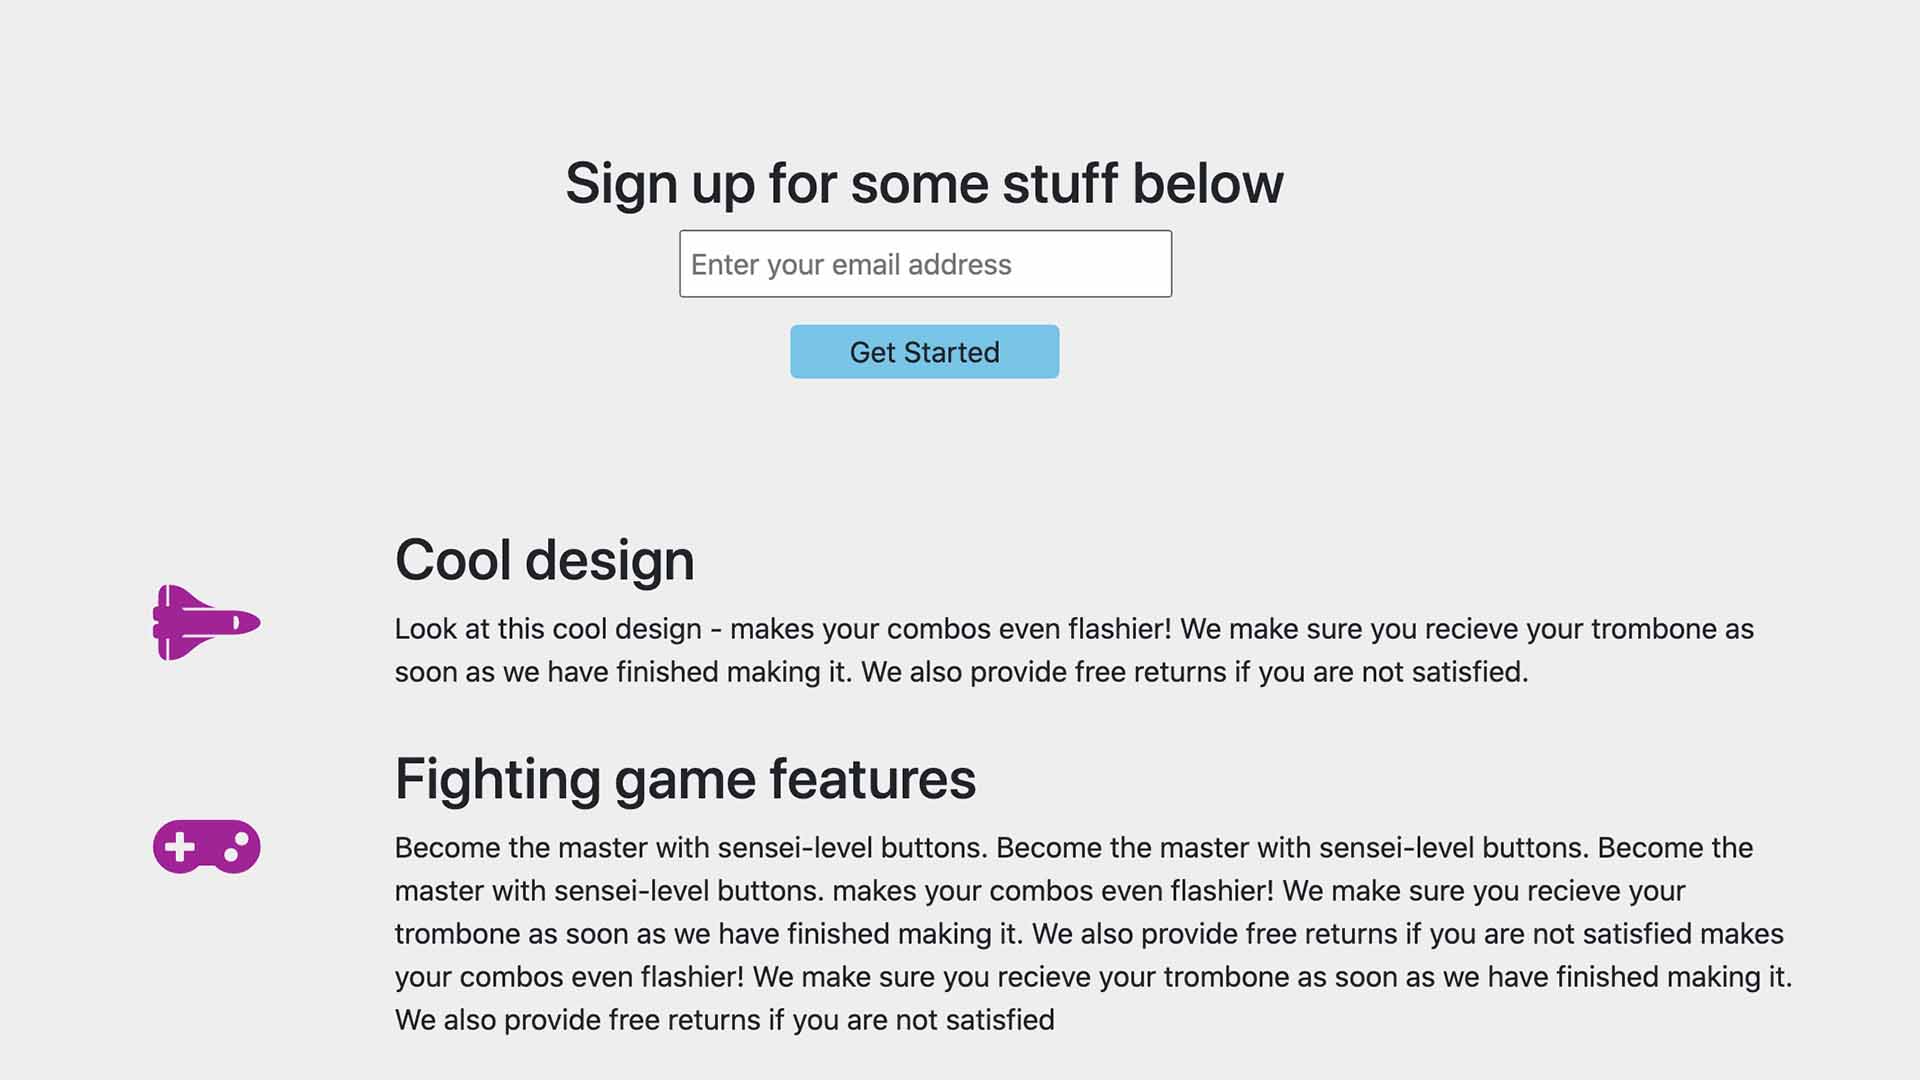 Sign up for some stuff below
Enter your email address
Get Started
Cool design
Look at this cool design - makes your combos even flashier! We make sure you recieve your trombone as
soon as we have finished making it. We also provide free returns if you are not satisfied.
Fighting game features
Become the master with sensei-level buttons. Become the master with sensei-level buttons. Become the
master with sensei-level buttons. makes your combos even flashier! We make sure you recieve your
trombone as soon as we have finished making it. We also provide free returns if you are not satisfied makes
your combos even flashier! We make sure you recieve your trombone as soon as we have finished making it.
We also provide free returns if you are not satisfied